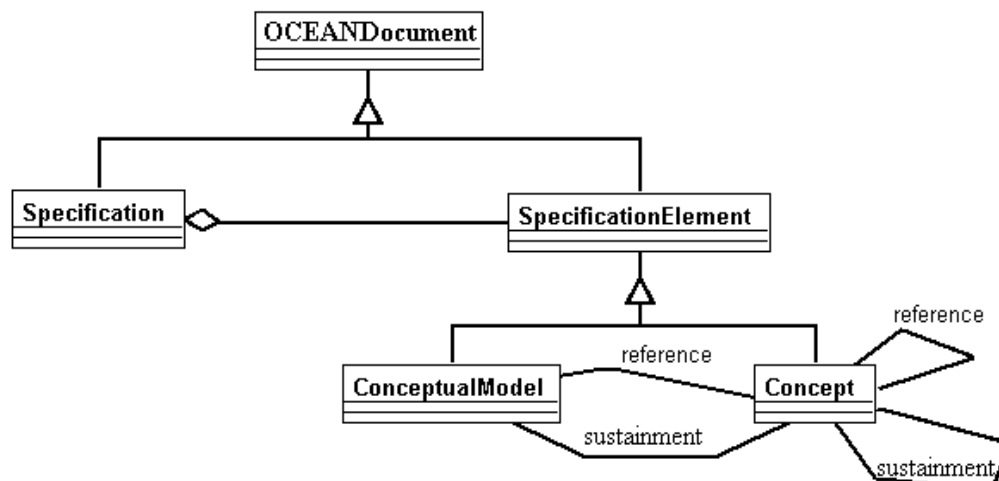 OCEANDocument
Specification
SpecificationElement
reference
reference
ConceptualModel
Concept
sustainment
sustainment